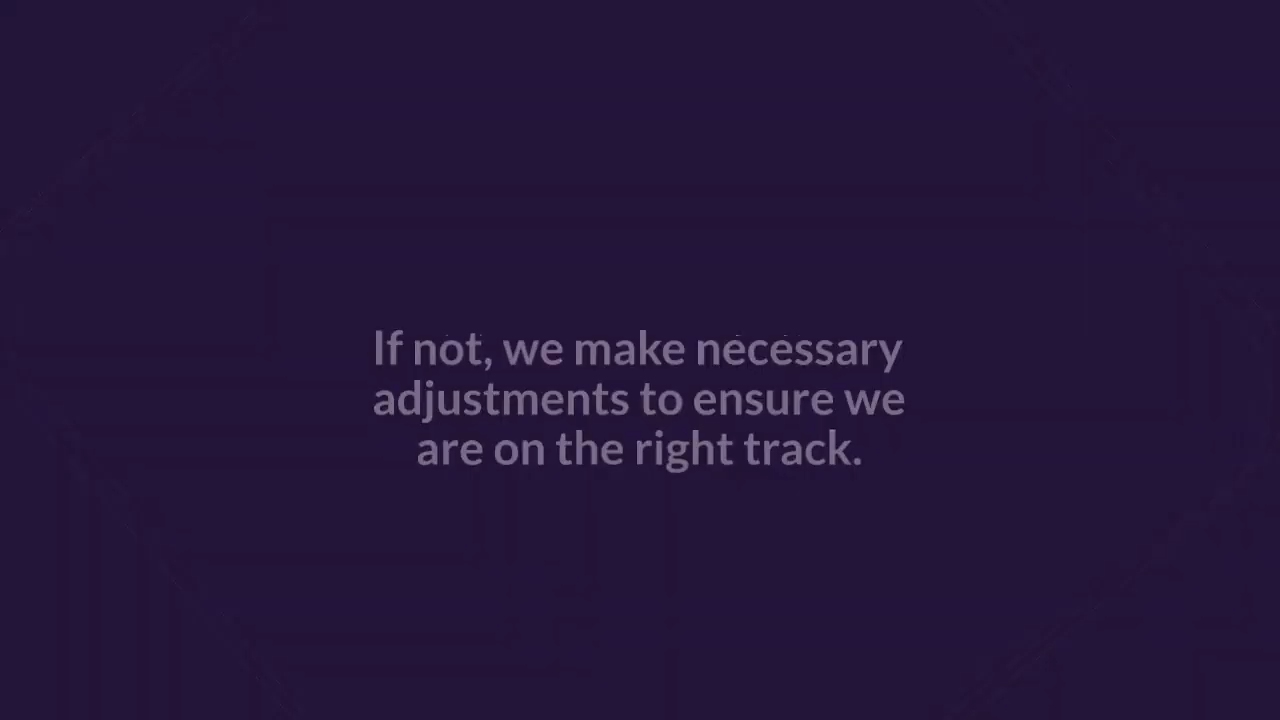 If not, we make necessary
adjustments to ensure we
are on the right track.